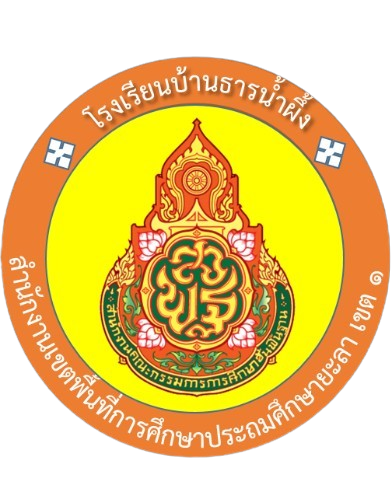 โรงเรียนบ้านธารน้ำผึ้ง
สำนักงานคณะกรรมการการศึกษาขั้นพื้นฐาน
สำนักงานเขตพื้นที่การศึกษาประถมศึกษายะลา เขต ๑